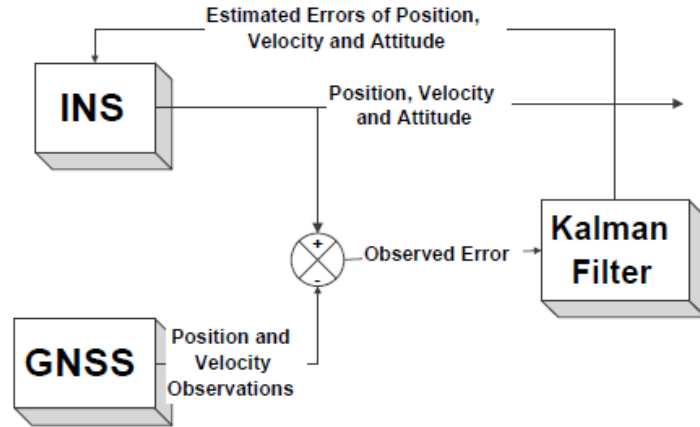 Estimated Errors of Position,
Velocity and Attitude
INS
Position, Velocity
and Attitude
+
-
Observed Error
Kalman
Filter
GNSS
Position and
Velocity
Observations